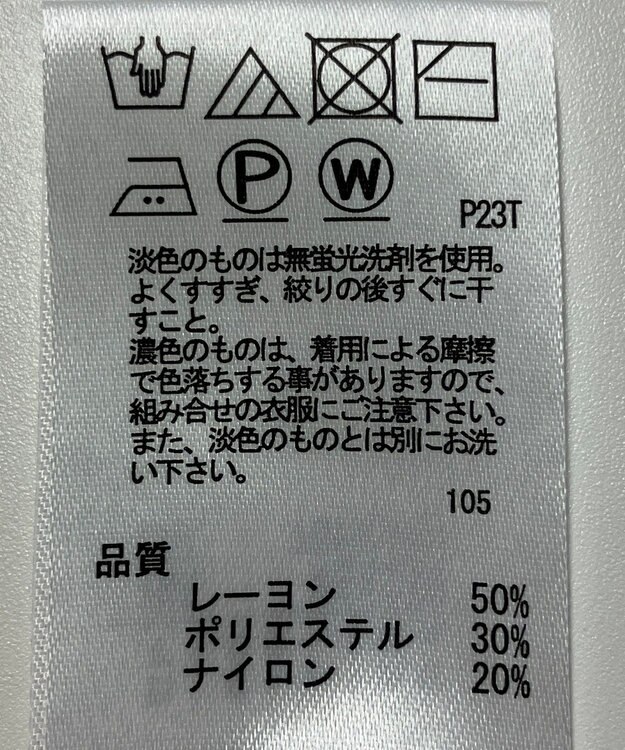 P
W
P23T
淡色のものは無蛍光洗剤を使用。
よくすすぎ、絞りの後すぐに干
すこと。
濃色のものは、着用による摩擦
で色落ちする事がありますので、
組み合せの衣服にご注意下さい。
また、淡色のものとは別にお洗
い下さい。
105
品質
レーヨン 50%
ポリエステル 30%
ナイロン 20%